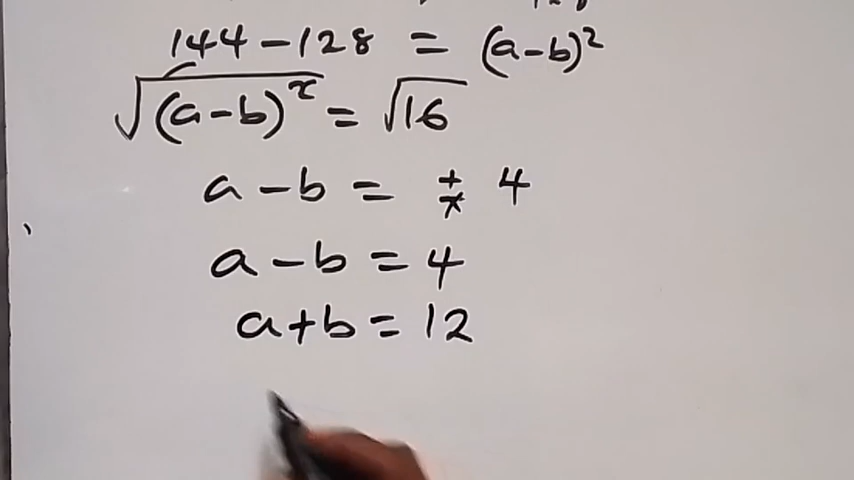 144 - 128 = (a-b)²
√(a-b)² = √16
a - b = ± 4
a - b = 4
a + b = 12